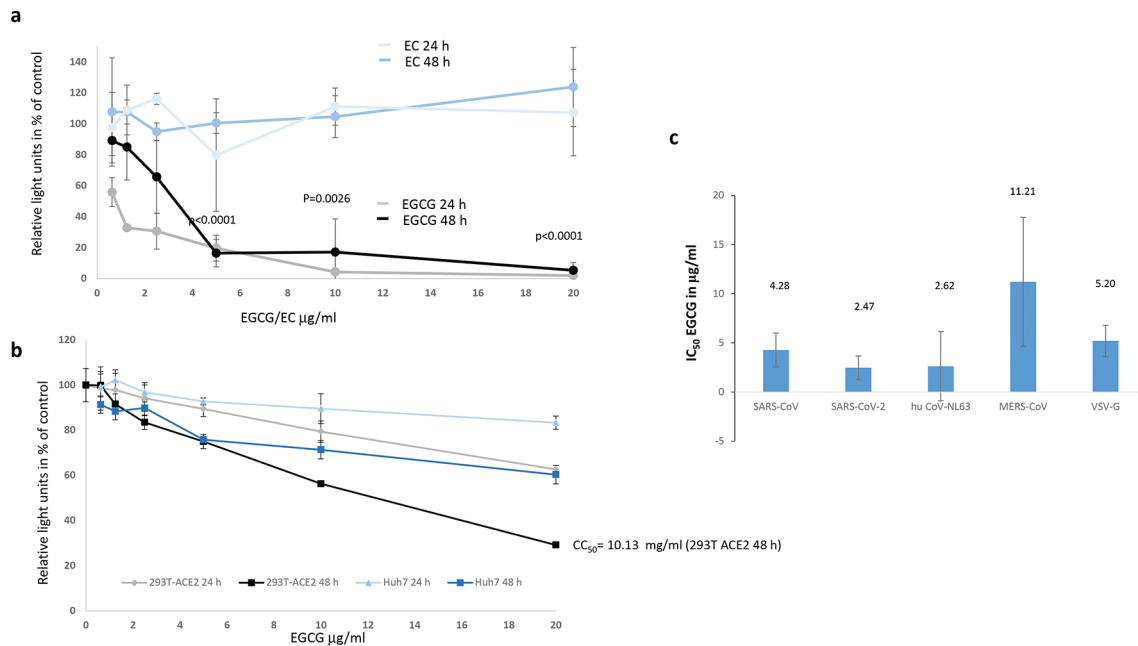 a
Relative light units in % of control
140
120
100
80
60
40
20
0
0 2 4 6 8 10 12 14 16 18 20
EGCG/EC µg/ml
EC 24 h
EC 48 h
EGCG 24 h
EGCG 48 h
p<0.0001
P=0.0026
p<0.0001
b
Relative light units in % of control
120
100
80
60
40
20
0
0 2 4 6 8 10 12 14 16 18 20
EGCG µg/ml
293T-ACE2 24 h 293T-ACE2 48 h Huh7 24 h Huh7 48 h
CC50= 10.13 mg/ml (293T ACE2 48 h)
c
IC50 EGCG in µg/ml
20
15
10
5
0
-5
4.28
2.47
2.62
11.21
5.20
SARS-CoV SARS-CoV-2 hu CoV-NL63 MERS-CoV VSV-G